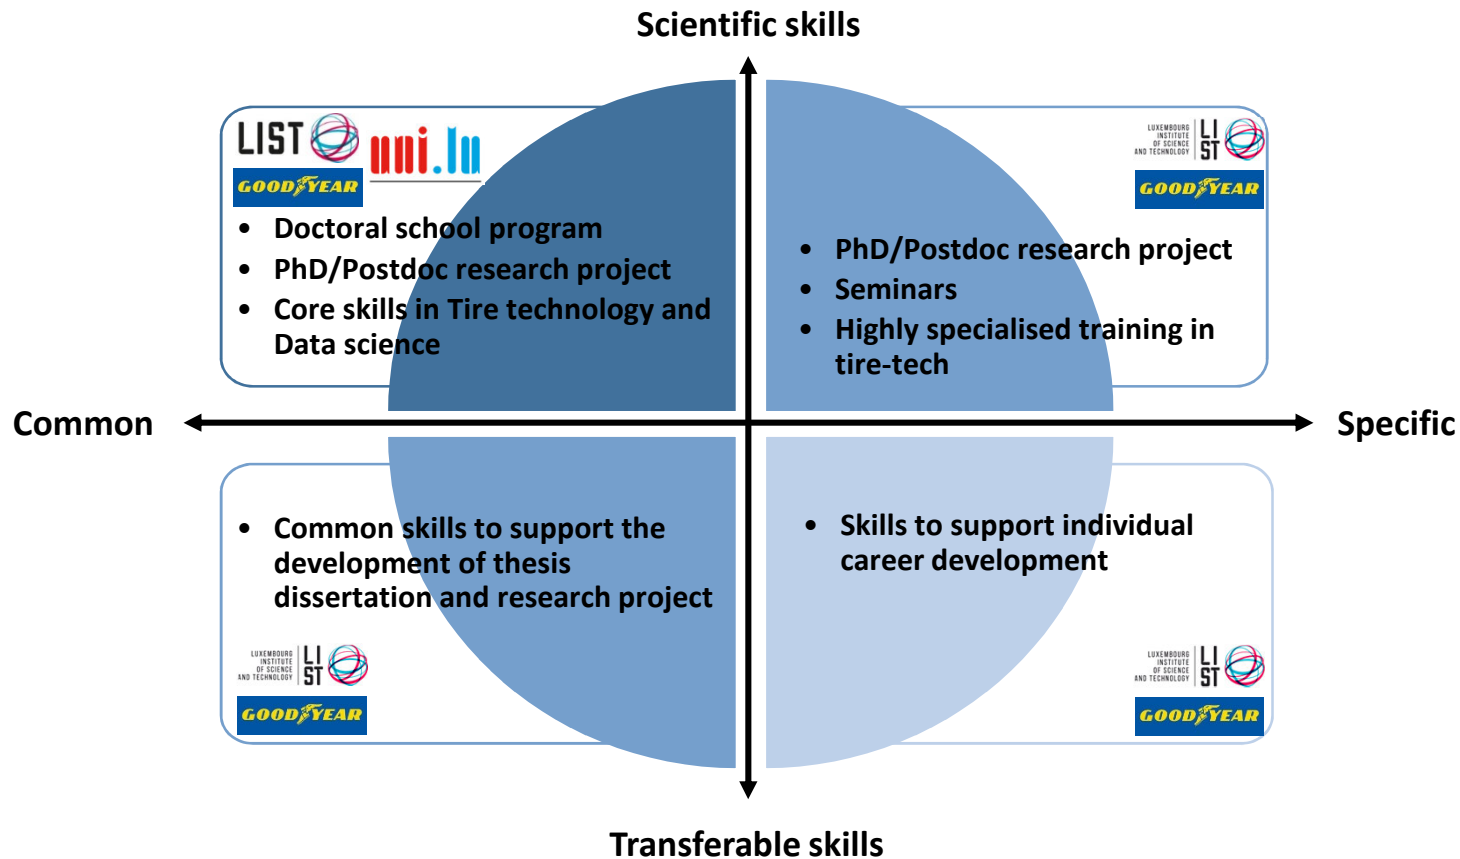 Scientific skills
LIST
uni.lu
GOODYEAR
• Doctoral school program
• PhD/Postdoc research project
• Core skills in Tire technology and
Data science
LUXEMBOURG
INSTITUTE
OF SCIENCE
AND TECHNOLOGY
LI
ST
GOODYEAR
• PhD/Postdoc research project
• Seminars
• Highly specialised training in
tire-tech
Common
Specific
• Common skills to support the
development of thesis
dissertation and research project
LUXEMBOURG
INSTITUTE
OF SCIENCE
AND TECHNOLOGY
LI
ST
GOODYEAR
• Skills to support individual
career development
LUXEMBOURG
INSTITUTE
OF SCIENCE
AND TECHNOLOGY
LI
ST
GOODYEAR
Transferable skills